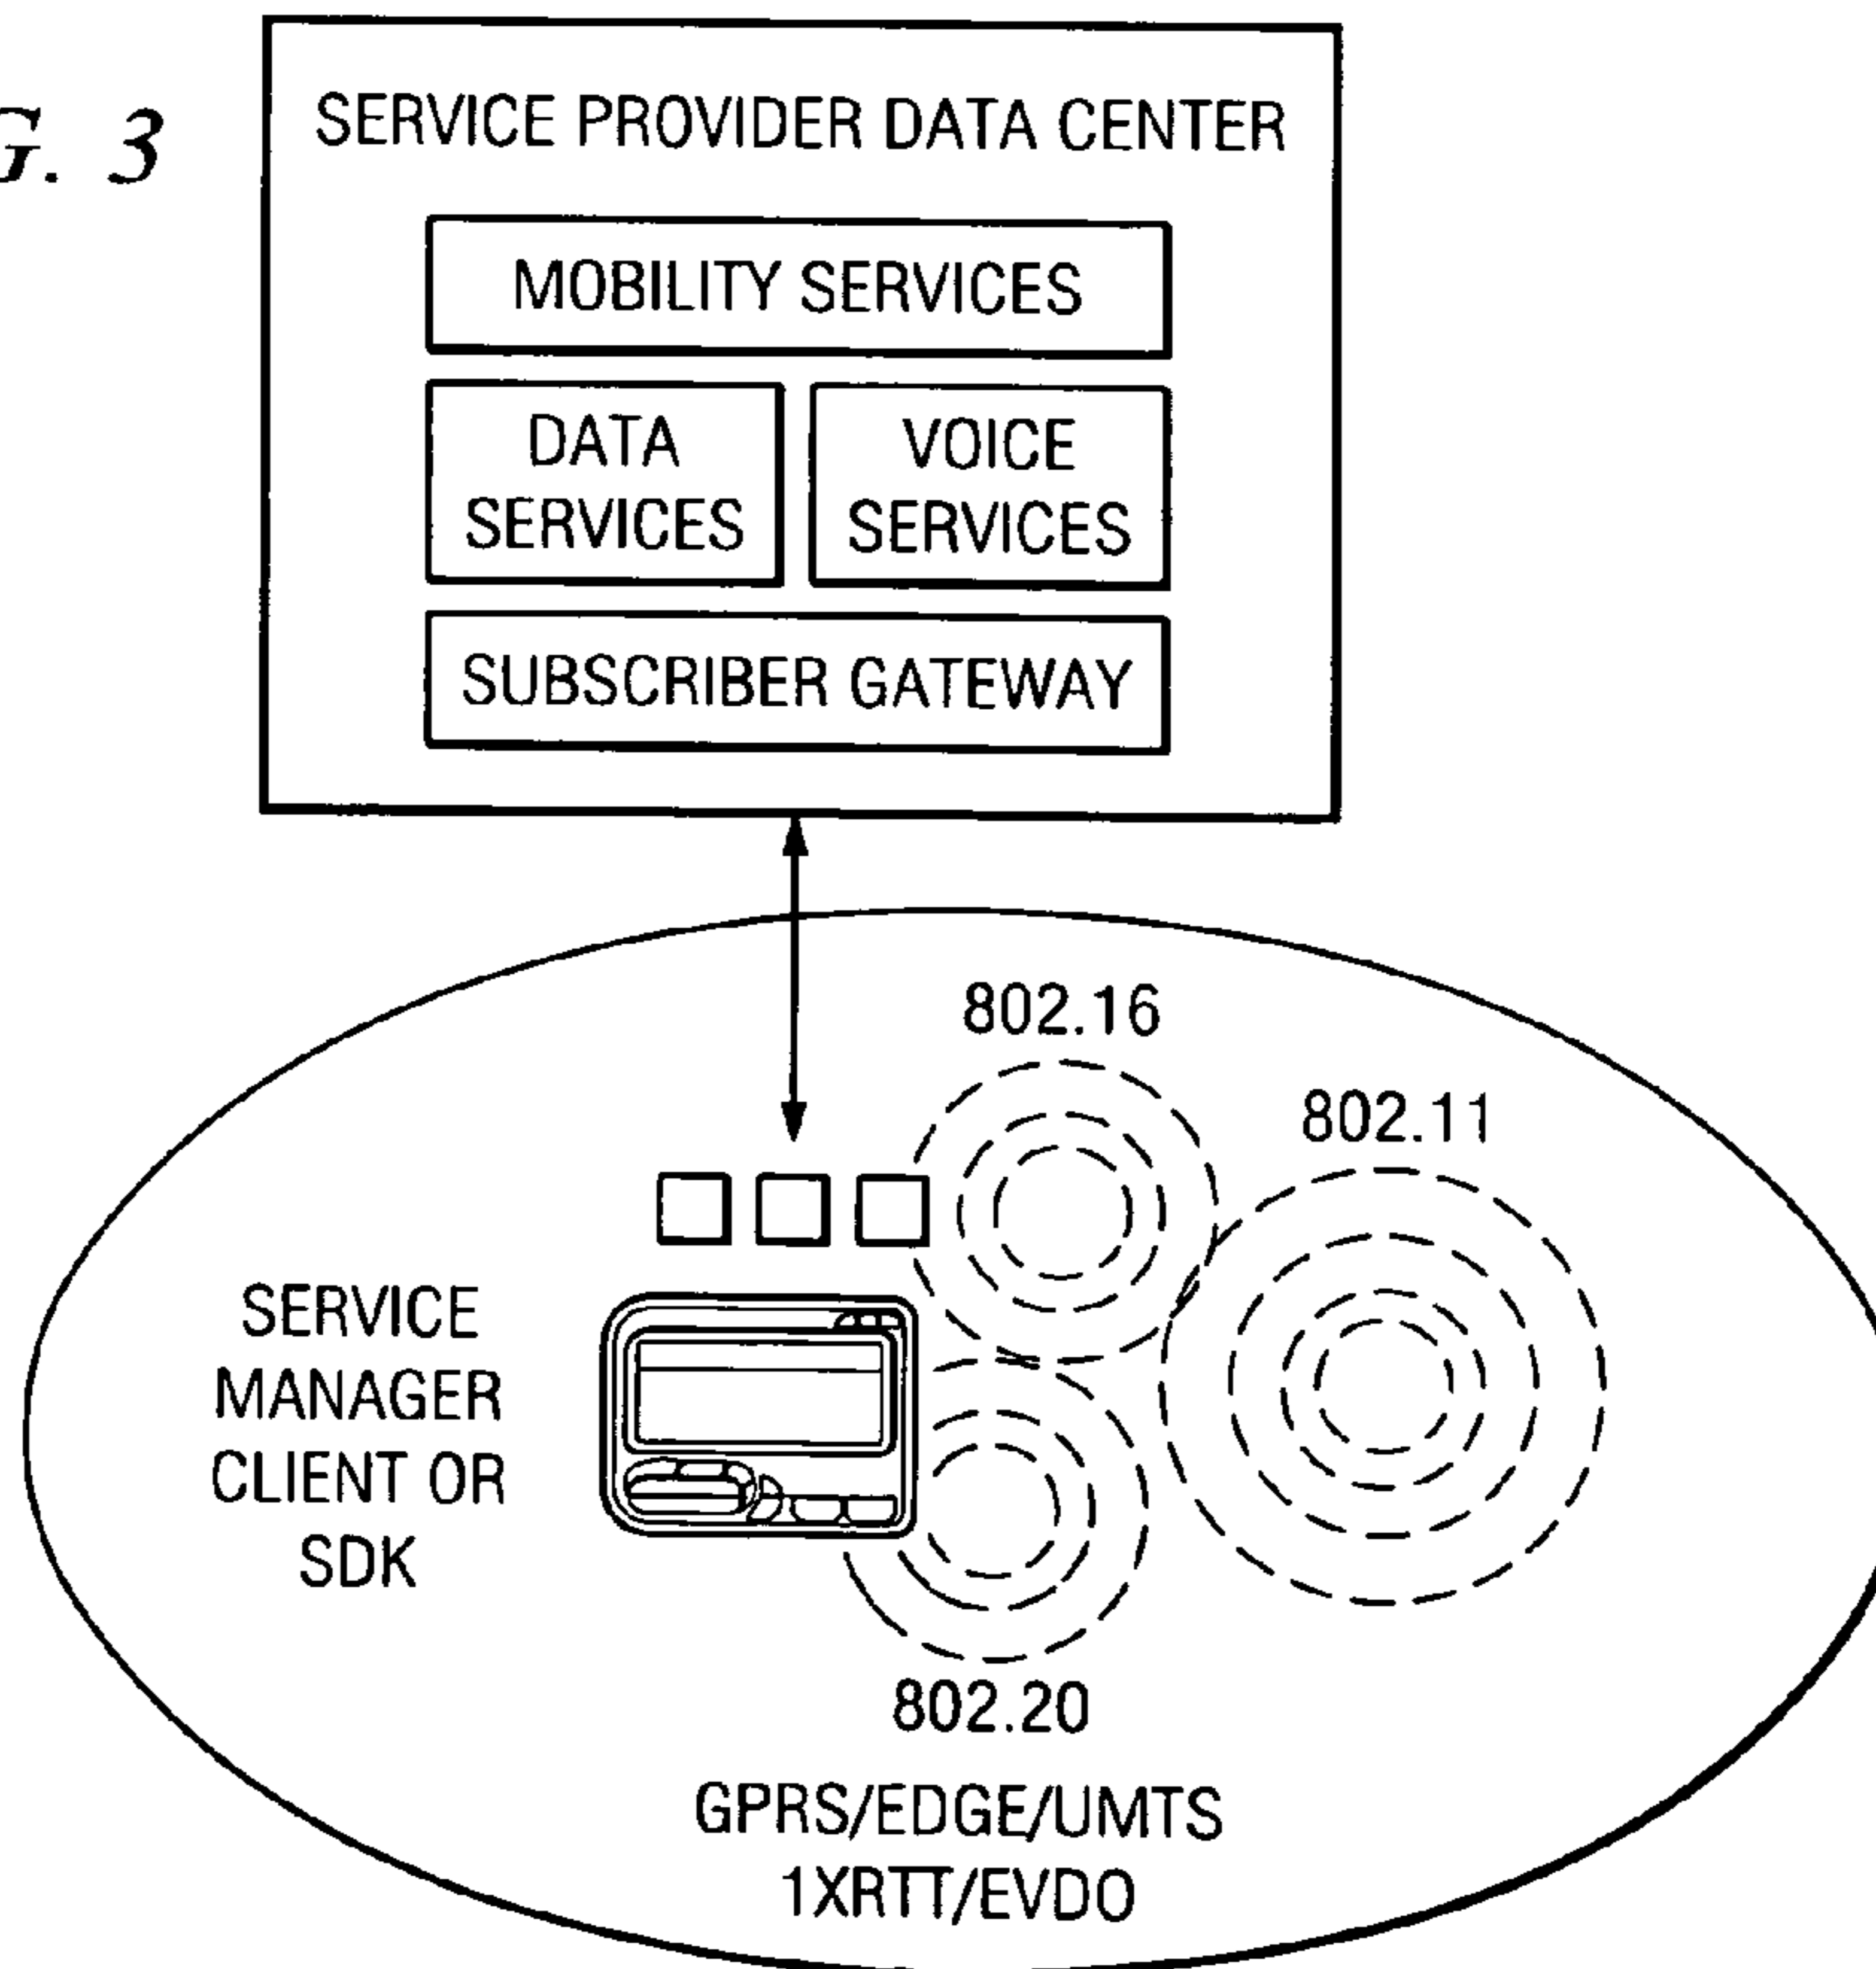 G. 3
SERVICE PROVIDER DATA CENTER
MOBILITY SERVICES
DATA
SERVICES
VOICE
SERVICES
SUBSCRIBER GATEWAY
802.16
802.11
SERVICE
MANAGER
CLIENT OR
SDK
802.20
GPRS/EDGE/UMTS
1XRTT/EVDO